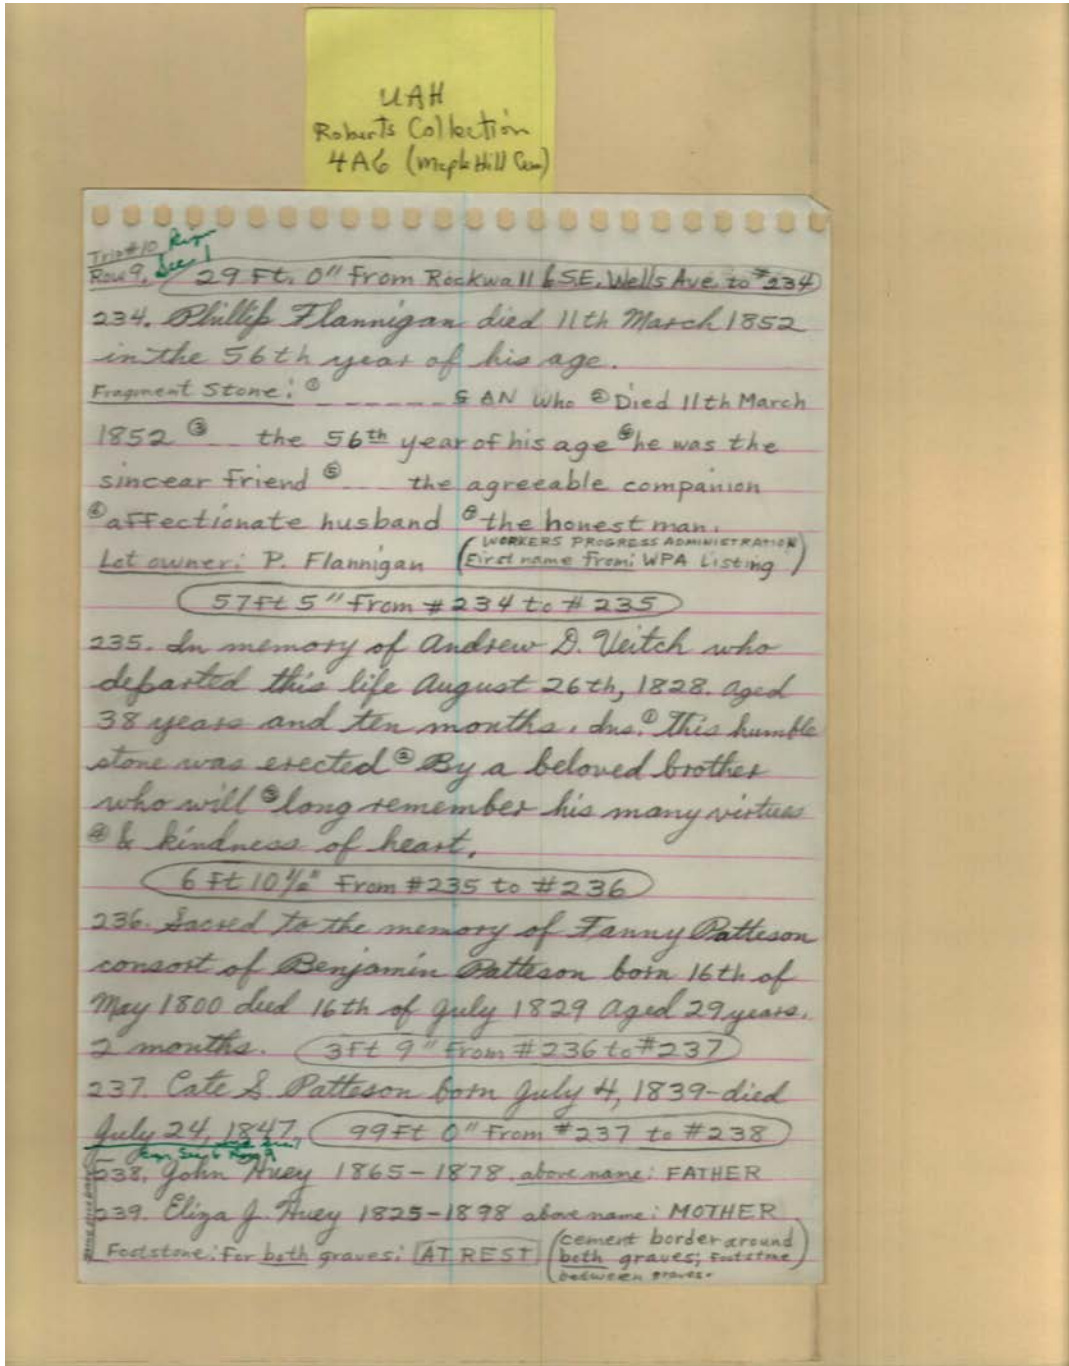 UAH
Roberts Collection
4A6 (Maple Hill Cem)
Trip #10
Row 9, Sec 1 29 Ft. 0" From Rockwall & S.E. Wells Ave to #234
234. Phillip Flannigan died 11th March 1852
in the 56th year of his age.
Fragment Stone: ① _ _ _ _ _ _ _ G AN who ② Died 11th March
1852 ③ _ _ the 56th year of his age ④ he was the
sincear friend ⑤ _ _ the agreeable companion
⑥ affectionate husband ⑦ the honest man.
(WORKERS PROGRESS ADMINISTRATION
Lot owner: P. Flannigan First name from: WPA Listing)
57 Ft 5" From #234 to #235
235. In memory of Andrew D. Veitch who
departed this life August 26th, 1828. aged
38 years and ten months. Ins: ① This humble
stone was erected ② By a beloved brother
who will ③ long remember his many virtues
④ & kindness of heart.
6 Ft 10½" From #235 to #236
236. Sacred to the memory of Fanny Patteson
consort of Benjamin Patteson born 16th of
May 1800 died 16th of July 1829 Aged 29 years.
2 months. 3 Ft 9" From #236 to #237
237. Cate S. Patteson born July 4, 1839-died
July 24, 1847 99 Ft 0" From #237 to #238
Sec 6 Row 9
238. John Huey 1865-1878. above name: FATHER
239. Eliza J. Huey 1825-1898 above name: MOTHER
Footstone: For both graves: AT REST (cement border around
both graves; footstone)
between graves.